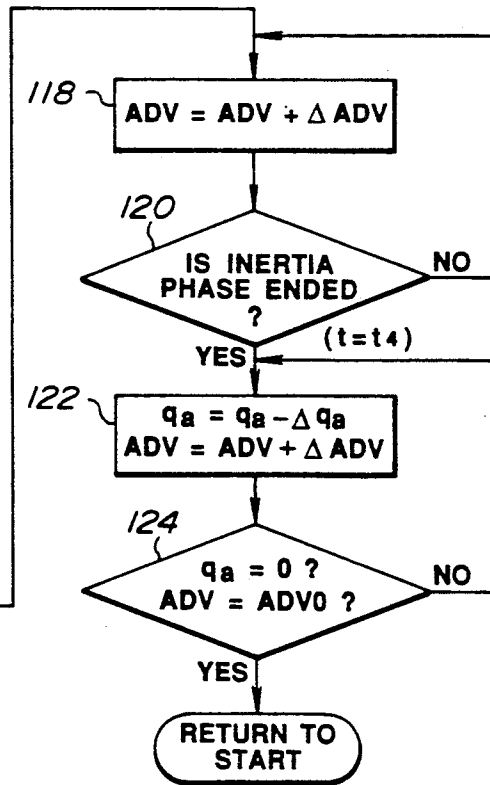 118
ADV = ADV + Δ ADV
120
IS INERTIA
PHASE ENDED
?
NO
YES
(t=t4)
122
qa = qa - Δ qa
ADV = ADV + Δ ADV
124
qa = 0 ?
ADV = ADV0 ?
NO
YES
RETURN TO
START